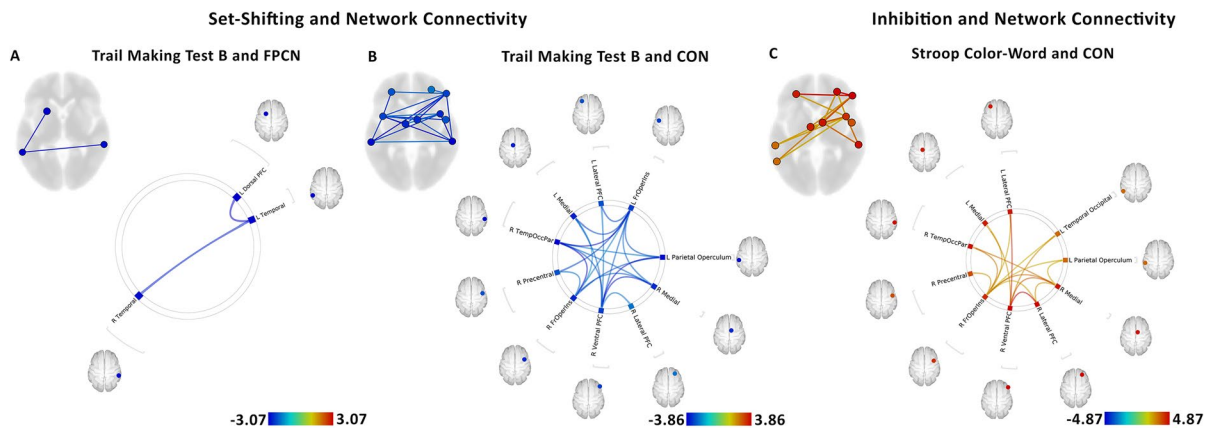 Set-Shifting and Network Connectivity
Inhibition and Network Connectivity
A
Trail Making Test B and FPCN
B
Trail Making Test B and CON
C
Stroop Color-Word and CON
L Dorsal PFC
L Temporal
R Temporal
-3.07
3.07
L Lateral PFC
L FrOperIns
L Medial
R TempOccPar
L Parietal Operculum
R Precentral
R Medial
R FrOperIns
R Ventral PFC
R Lateral PFC
-3.86
3.86
L Lateral PFC
L Temporal Occipital
L Medial
R TempOccPar
L Parietal Operculum
R Precentral
R Medial
R FrOperIns
R Ventral PFC
R Lateral PFC
-4.87
4.87